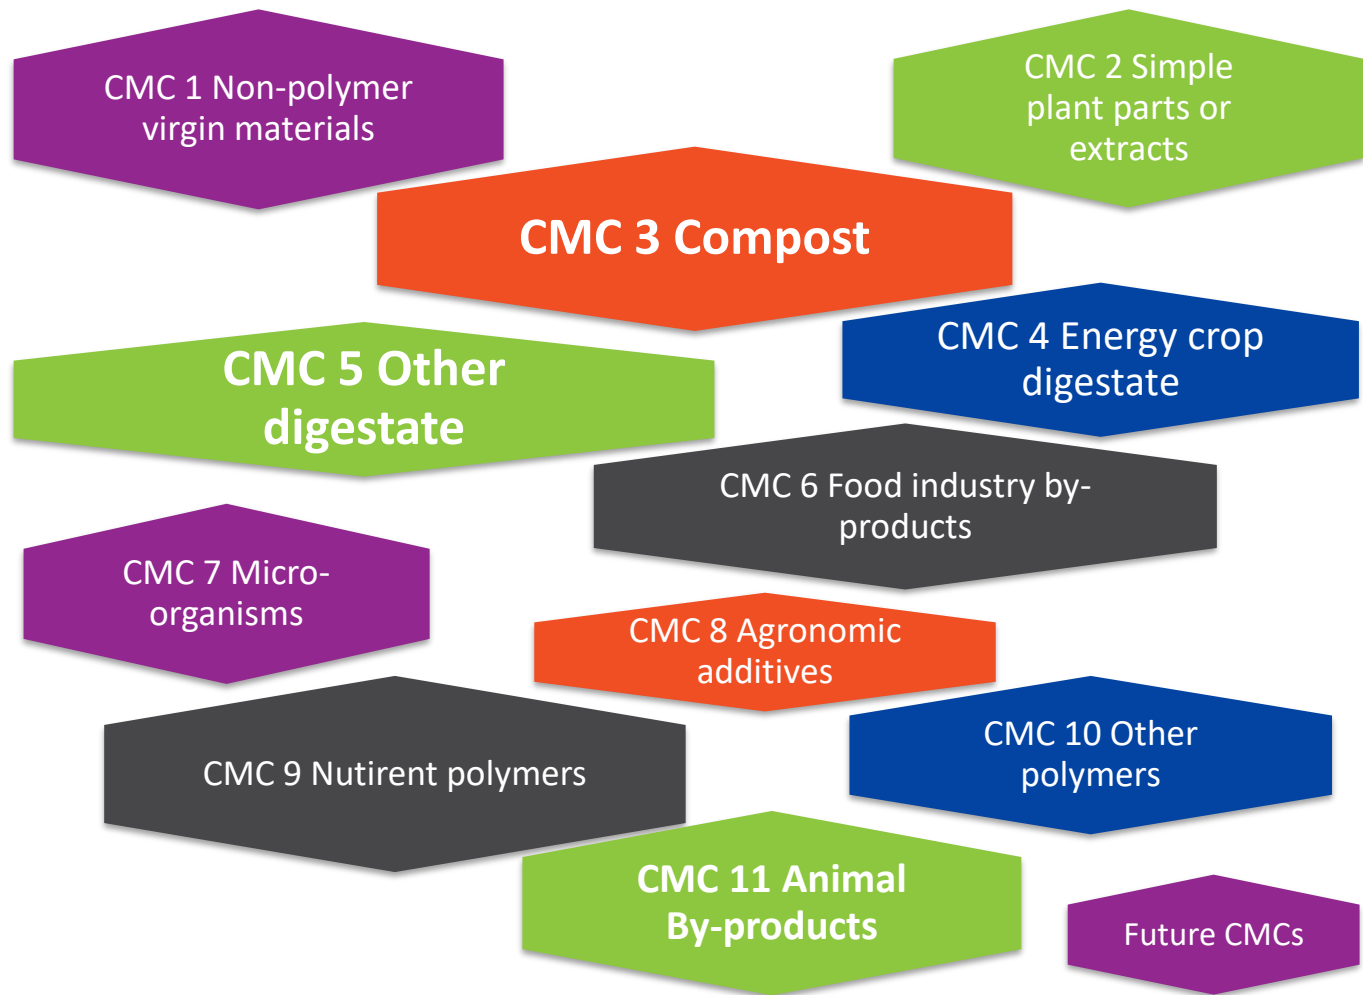 CMC 1 Non-polymer
virgin materials
CMC 2 Simple
plant parts or
extracts
CMC 3 Compost
CMC 4 Energy crop
digestate
CMC 5 Other
digestate
CMC 6 Food industry by-
products
CMC 7 Micro-
organisms
CMC 8 Agronomic
additives
CMC 9 Nutirent polymers
CMC 10 Other
polymers
CMC 11 Animal
By-products
Future CMCs